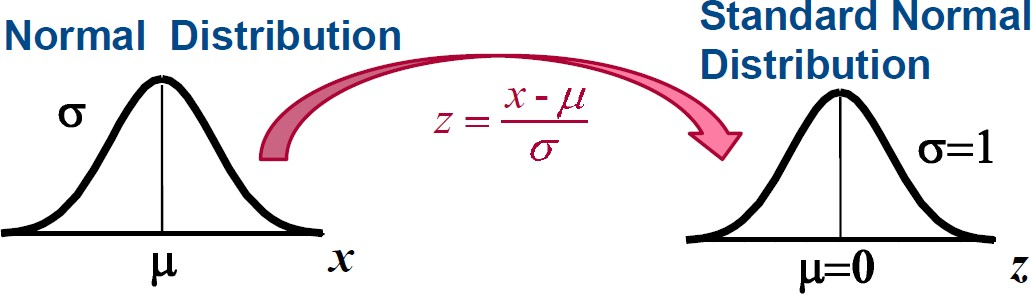 Normal Distribution
σ
μ
x
z = x - μ / σ
Standard Normal
Distribution
σ=1
μ=0
z